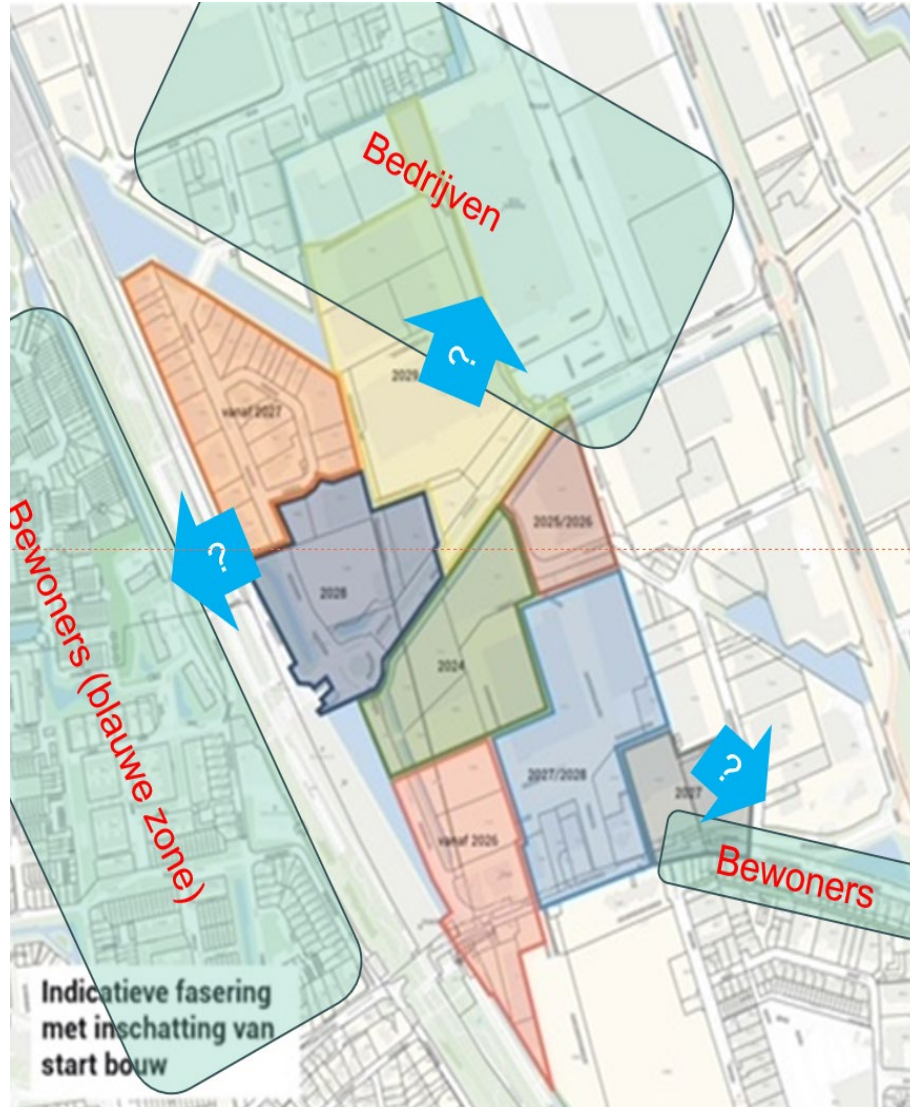 Bedrijven
?
2029
vanaf 2027
2025/2026
?
2028
Bewoners (blauwe zone)
2024
?
2027/2028
2027
vanaf 2026
Bewoners
Indicatieve fasering
met inschatting van
start bouw